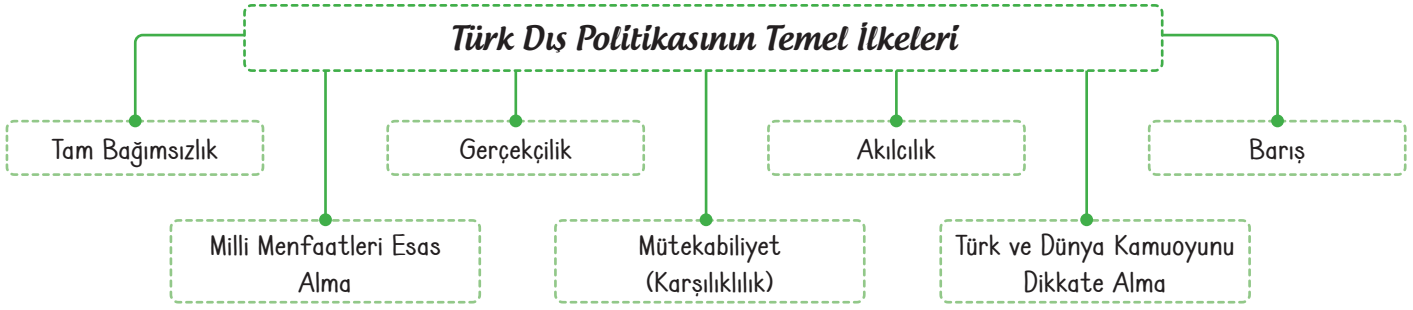 Türk Dış Politikasının Temel İlkeleri
Tam Bağımsızlık
Gerçekçilik
Akılcılık
Barış
Milli Menfaatleri Esas
Alma
Mütekabiliyet
(Karşılıklılık)
Türk ve Dünya Kamuoyunu
Dikkate Alma